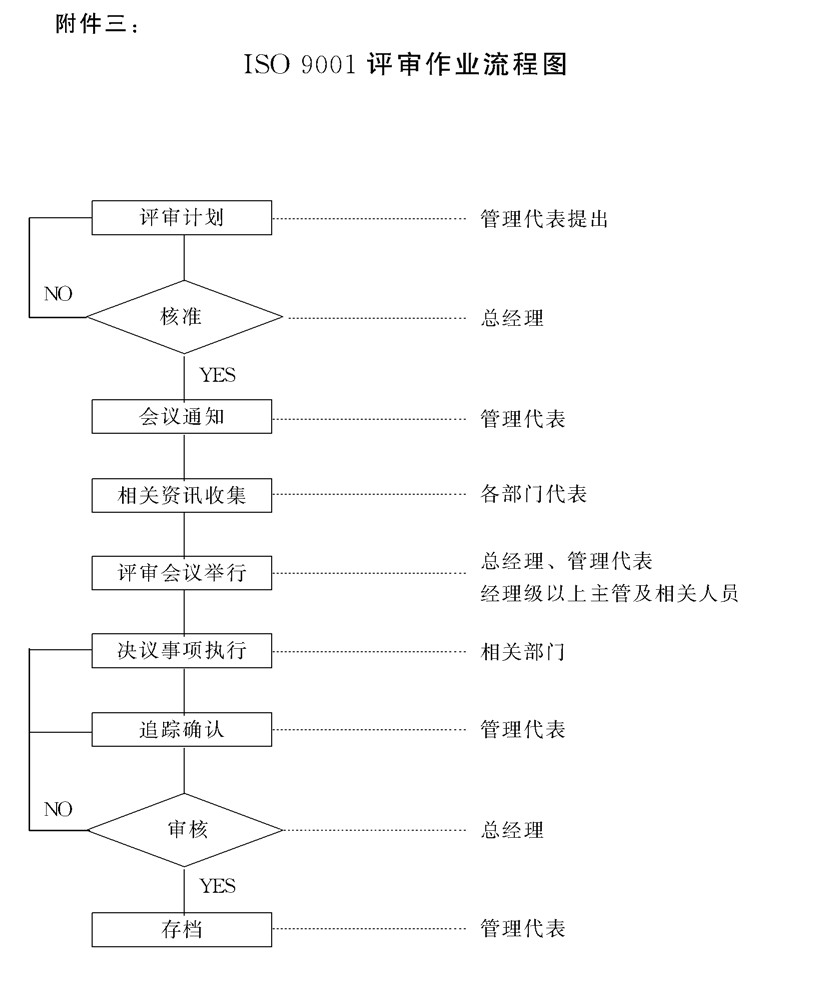 附件三：
ISO 9001 评审作业流程图
评审计划 管理代表提出
NO
核准 总经理
YES
会议通知 管理代表
相关资讯收集 各部门代表
评审会议举行 总经理、管理代表
经理级以上主管及相关人员
决议事项执行 相关部门
追踪确认 管理代表
NO
审核 总经理
YES
存档 管理代表